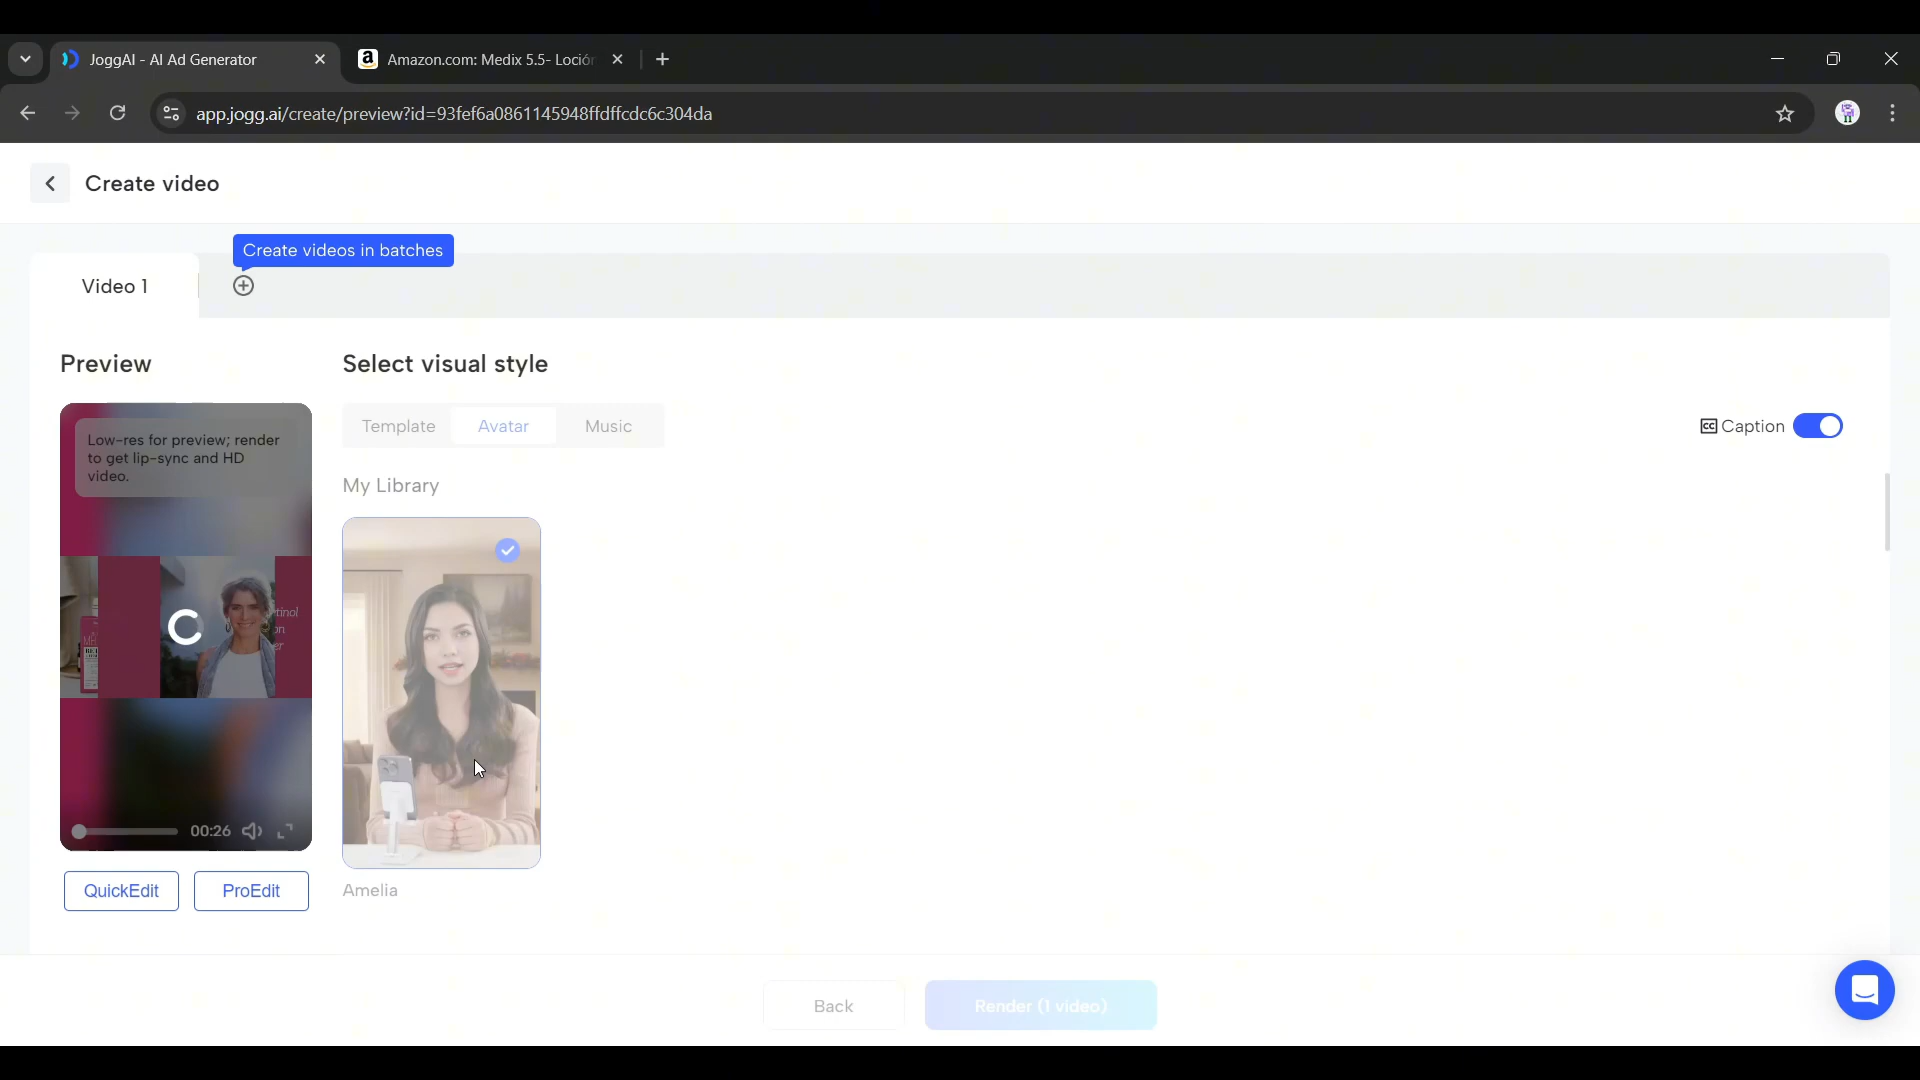 JoggAI - AI Ad Generator
Amazon.com: Medix 5.5- Loción
app.jogg.ai/create/preview?id=93fef6a0861145948ffdffcdc6c304da
Create video
Create videos in batches
Video 1
Preview
Select visual style
Low-res for preview; render
to get lip-sync and HD
video.
Template
Avatar
Music
CC Caption
My Library
00:26
QuickEdit
ProEdit
Amelia
Back
Render (1 video)